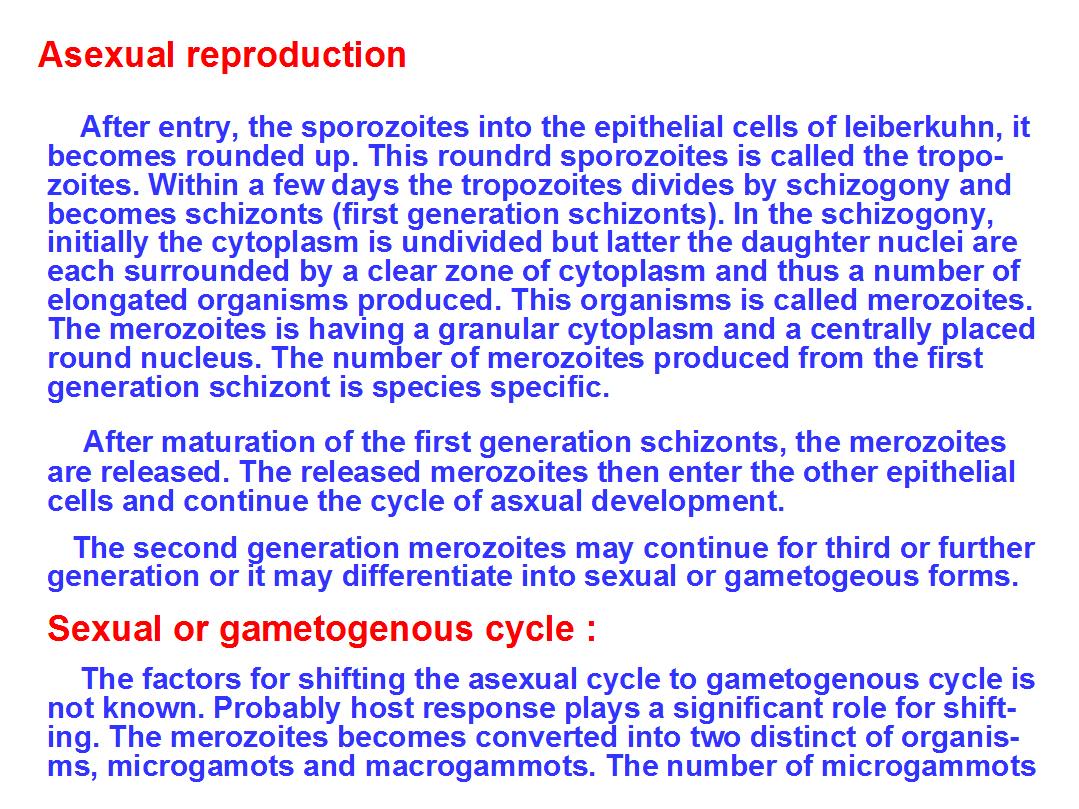 Asexual reproduction
After entry, the sporozoites into the epithelial cells of leiberkuhn, it
becomes rounded up. This roundrd sporozoites is called the tropo-
zoites. Within a few days the tropozoites divides by schizogony and
becomes schizonts (first generation schizonts). In the schizogony,
initially the cytoplasm is undivided but latter the daughter nuclei are
each surrounded by a clear zone of cytoplasm and thus a number of
elongated organisms produced. This organisms is called merozoites.
The merozoites is having a granular cytoplasm and a centrally placed
round nucleus. The number of merozoites produced from the first
generation schizont is species specific.
After maturation of the first generation schizonts, the merozoites
are released. The released merozoites then enter the other epithelial
cells and continue the cycle of asxual development.
The second generation merozoites may continue for third or further
generation or it may differentiate into sexual or gametogeous forms.
Sexual or gametogenous cycle :
The factors for shifting the asexual cycle to gametogenous cycle is
not known. Probably host response plays a significant role for shift-
ing. The merozoites becomes converted into two distinct of organis-
ms, microgamots and macrogammots. The number of microgammots